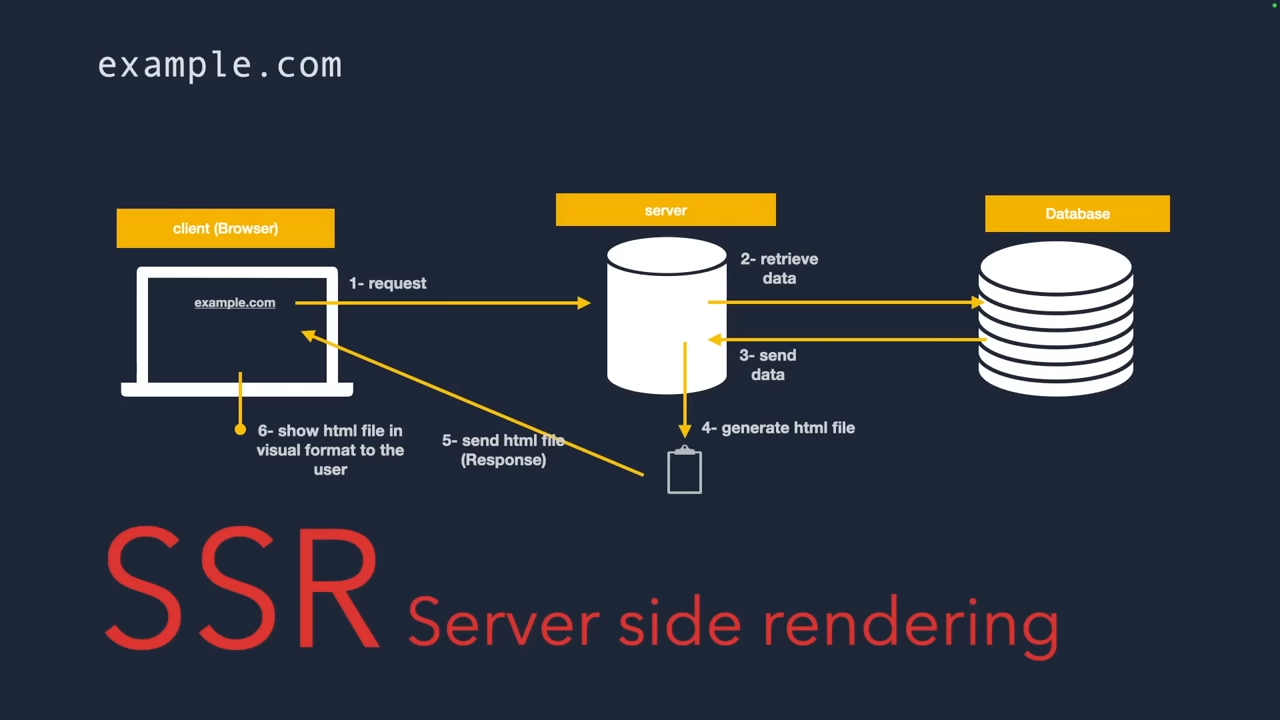 example.com
client (Browser)
server
Database
example.com
1- request
2- retrieve
data
3- send
data
4- generate html file
5- send html file
(Response)
6- show html file in
visual format to the
user
SSR Server side rendering